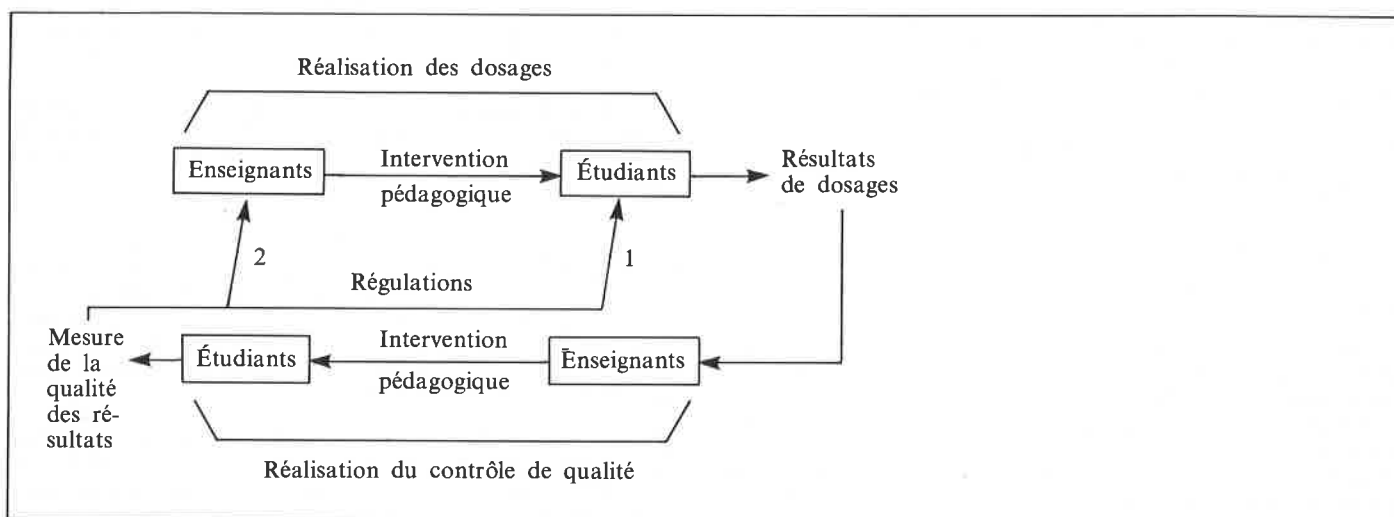 Réalisation des dosages
Enseignants
Intervention
pédagogique
Étudiants
Résultats
de dosages
2
1
Régulations
Mesure
de la
qualité
des ré-
sultats
Étudiants
Intervention
pédagogique
Enseignants
Réalisation du contrôle de qualité